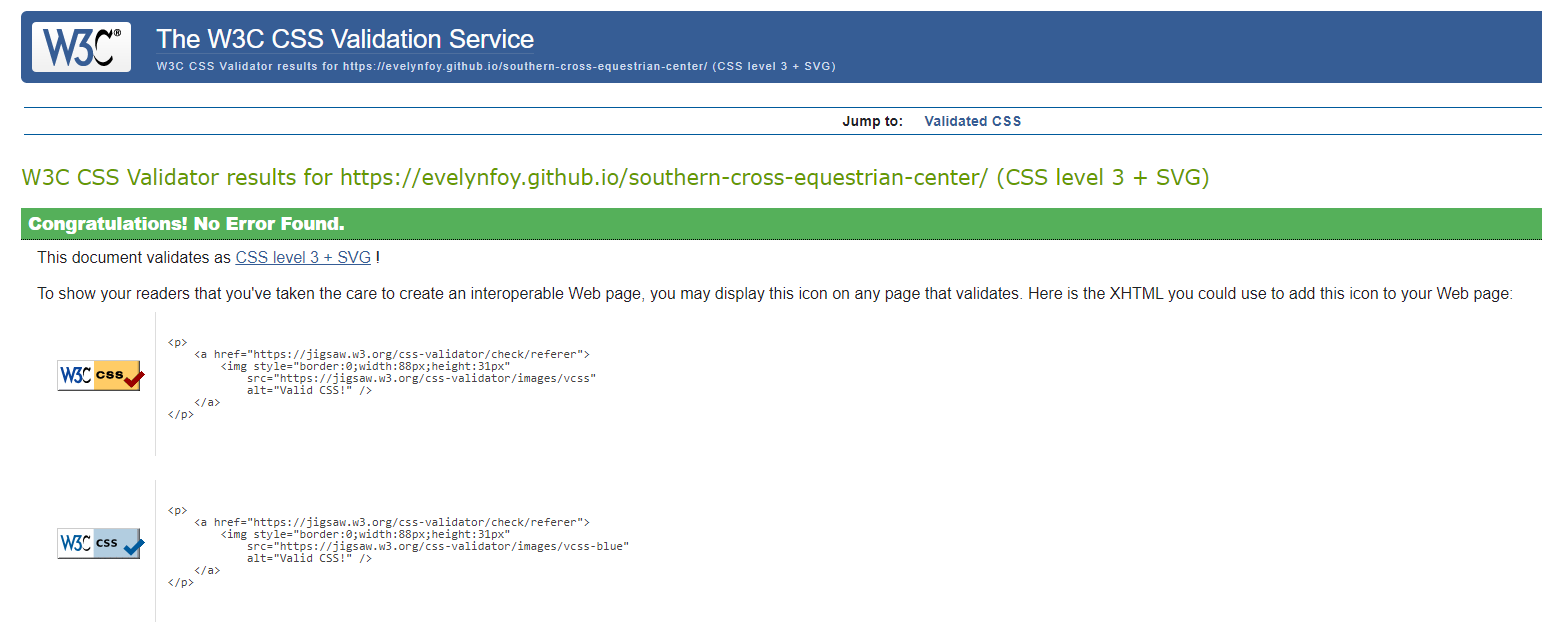 W3C®
The W3C CSS Validation Service
W3C CSS Validator results for https://evelynfoy.github.io/southern-cross-equestrian-center/ (CSS level 3 + SVG)
Jump to: Validated CSS
W3C CSS Validator results for https://evelynfoy.github.io/southern-cross-equestrian-center/ (CSS level 3 + SVG)
Congratulations! No Error Found.
This document validates as CSS level 3 + SVG !
To show your readers that you've taken the care to create an interoperable Web page, you may display this icon on any page that validates. Here is the XHTML you could use to add this icon to your Web page:
W3C css
<p>
<a href="https://jigsaw.w3.org/css-validator/check/referer">
<img style="border:0;width:88px;height:31px"
src="https://jigsaw.w3.org/css-validator/images/vcss"
alt="Valid CSS!" />
</a>
</p>
W3C css
<p>
<a href="https://jigsaw.w3.org/css-validator/check/referer">
<img style="border:0;width:88px;height:31px"
src="https://jigsaw.w3.org/css-validator/images/vcss-blue"
alt="Valid CSS!" />
</a>
</p>